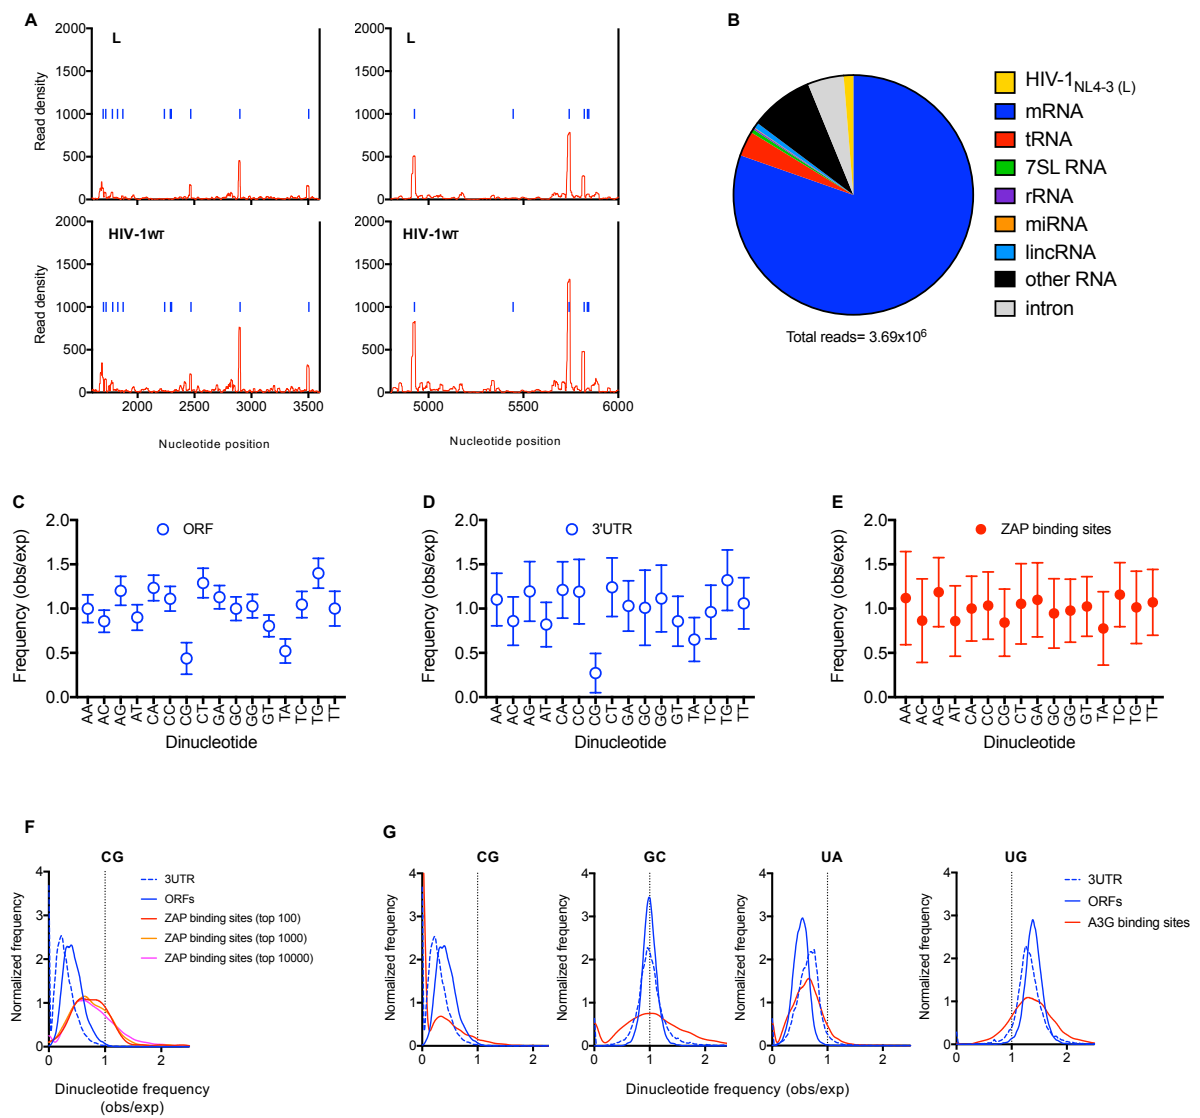 A
L
2000
1500
1000
500
0
Read density
L
2000
1500
1000
500
0
HIV-1WT
2000
1500
1000
500
0
Read density
2000
2500
3000
3500
Nucleotide position
HIV-1WT
2000
1500
1000
500
0
5000
5500
6000
Nucleotide position
B
HIV-1NL4-3 (L)
mRNA
tRNA
7SL RNA
rRNA
miRNA
lincRNA
other RNA
intron
Total reads= 3.69x10⁶
C
ORF
2.0
1.5
1.0
0.5
0.0
Frequency (obs/exp)
AA AC AG AT CA CC CG CT GA GC GG GT TA TC TG TT
Dinucleotide
D
3'UTR
2.0
1.5
1.0
0.5
0.0
Frequency (obs/exp)
AA AC AG AT CA CC CG CT GA GC GG GT TA TC TG TT
Dinucleotide
E
ZAP binding sites
2.0
1.5
1.0
0.5
0.0
Frequency (obs/exp)
AA AC AG AT CA CC CG CT GA GC GG GT TA TC TG TT
Dinucleotide
F
CG
3UTR
ORFs
ZAP binding sites (top 100)
ZAP binding sites (top 1000)
ZAP binding sites (top 10000)
4
3
2
1
0
Normalized frequency
0 1 2
Dinucleotide frequency
(obs/exp)
G
CG
4
3
2
1
0
Normalized frequency
0 1 2
GC
4
3
2
1
0
Normalized frequency
0 1 2
UA
4
3
2
1
0
Normalized frequency
0 1 2
UG
4
3
2
1
0
Normalized frequency
0 1 2
3UTR
ORFs
A3G binding sites
Dinucleotide frequency (obs/exp)